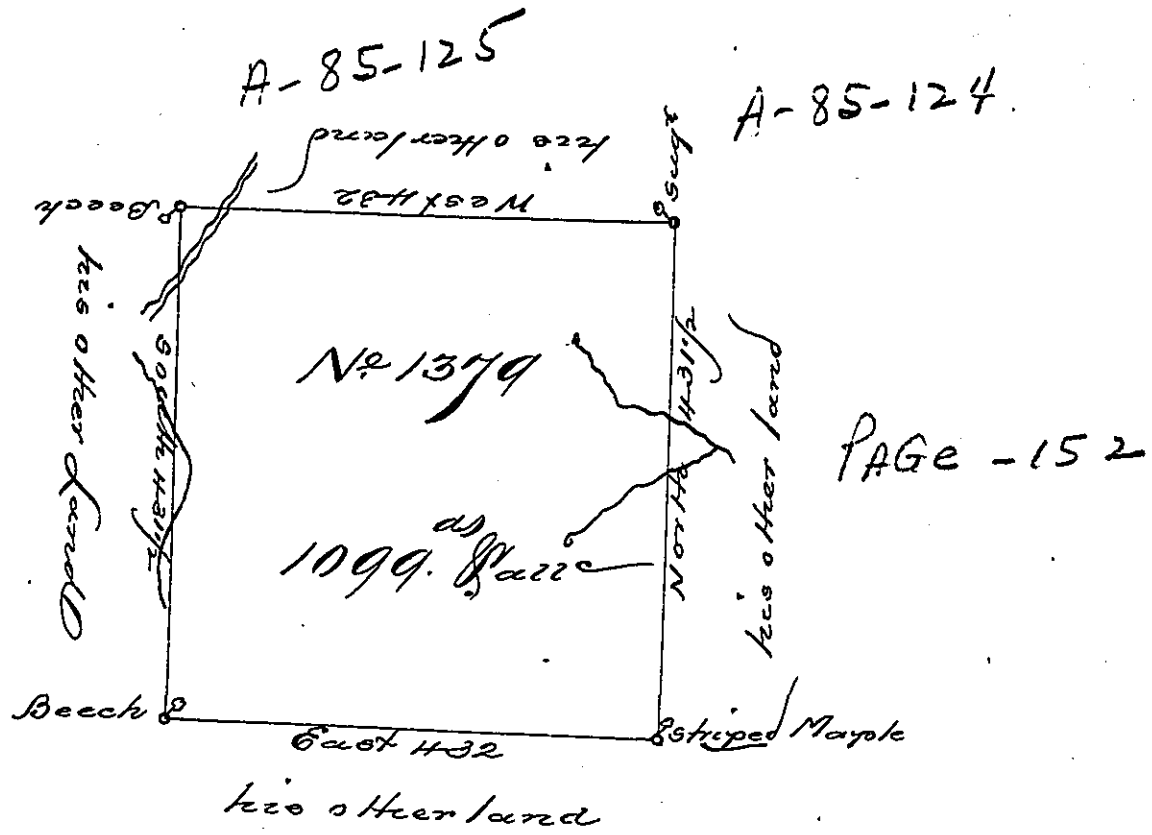 A-85-125
A-85-124.
his other land
Sugr
Beech
West 432
his other Land
South 431½
No 1379
North 431½
his other land
PAGE -152
1099. as
Beech
East 432
Striped Maple
his other land